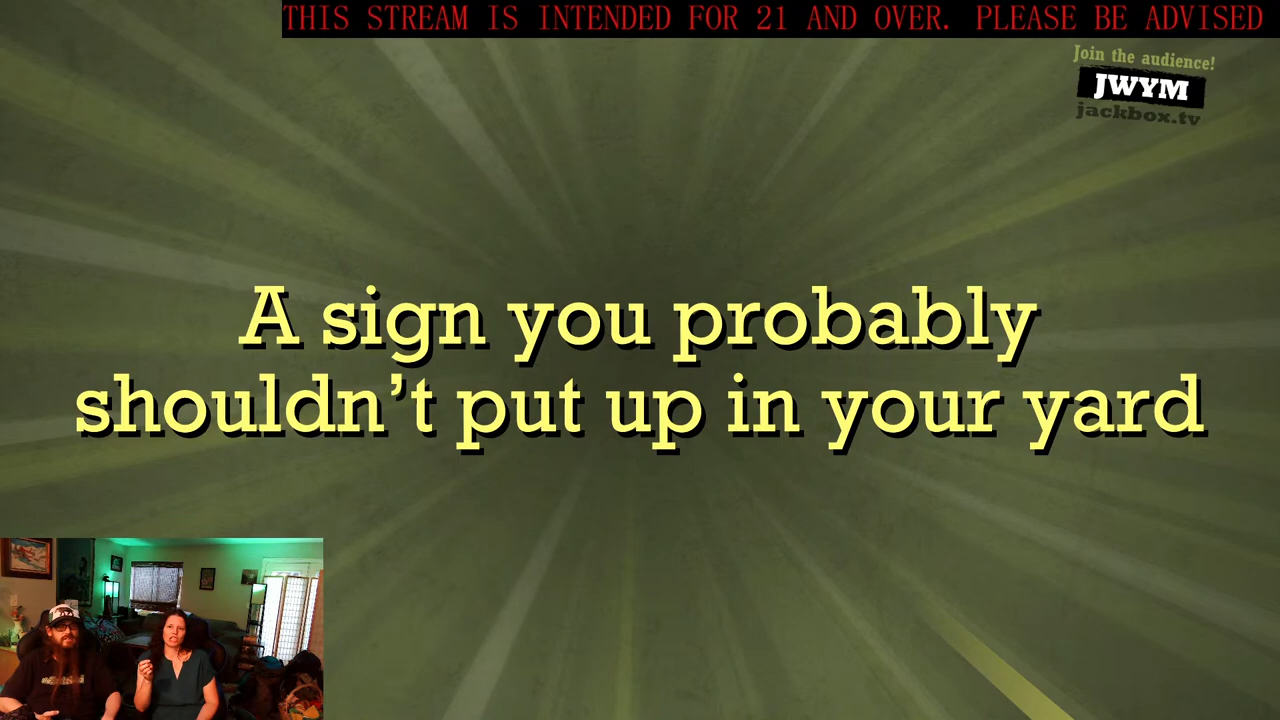 THIS STREAM IS INTENDED FOR 21 AND OVER. PLEASE BE ADVISED
Join the audience!
JWYM
jackbox.tv
A sign you probably
shouldn’t put up in your yard